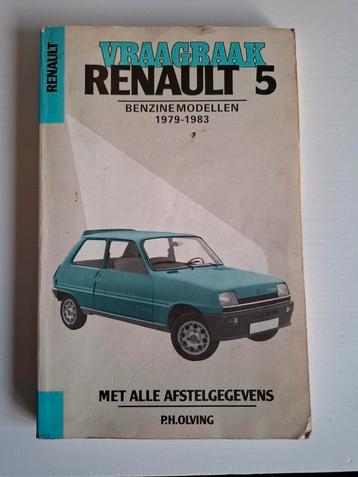 RENAULT
VRAAGBAAK
RENAULT 5
BENZINEMODELLEN
1979-1983
MET ALLE AFSTELGEGEVENS
P.H.OLVING